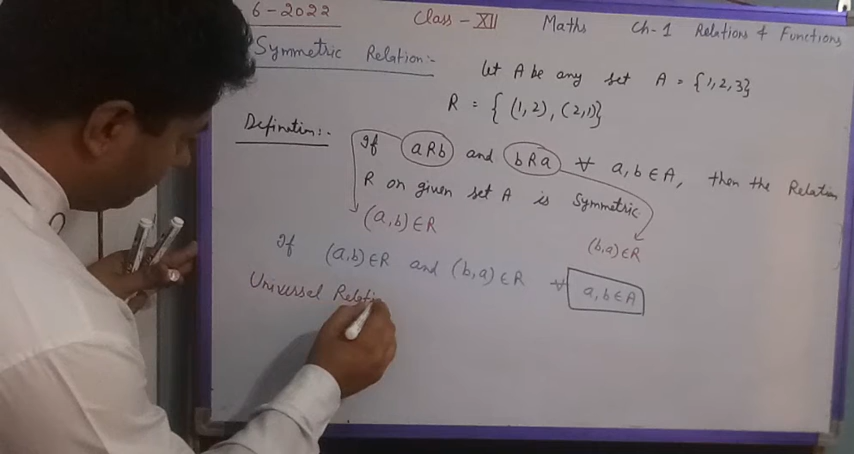 6-2022 Class-XII Maths Ch-1 Relations & Functions
Symmetric Relation:-
Let A be any set A = {1,2,3}
R = { (1,2), (2,1)}
Definition:- If aRb and bRa ∀ a,b∈A, then the Relation
R on given set A is Symmetric
(a,b)∈R
(b,a)∈R
If (a,b)∈R and (b,a)∈R ∀ a,b∈A
Universal Relati